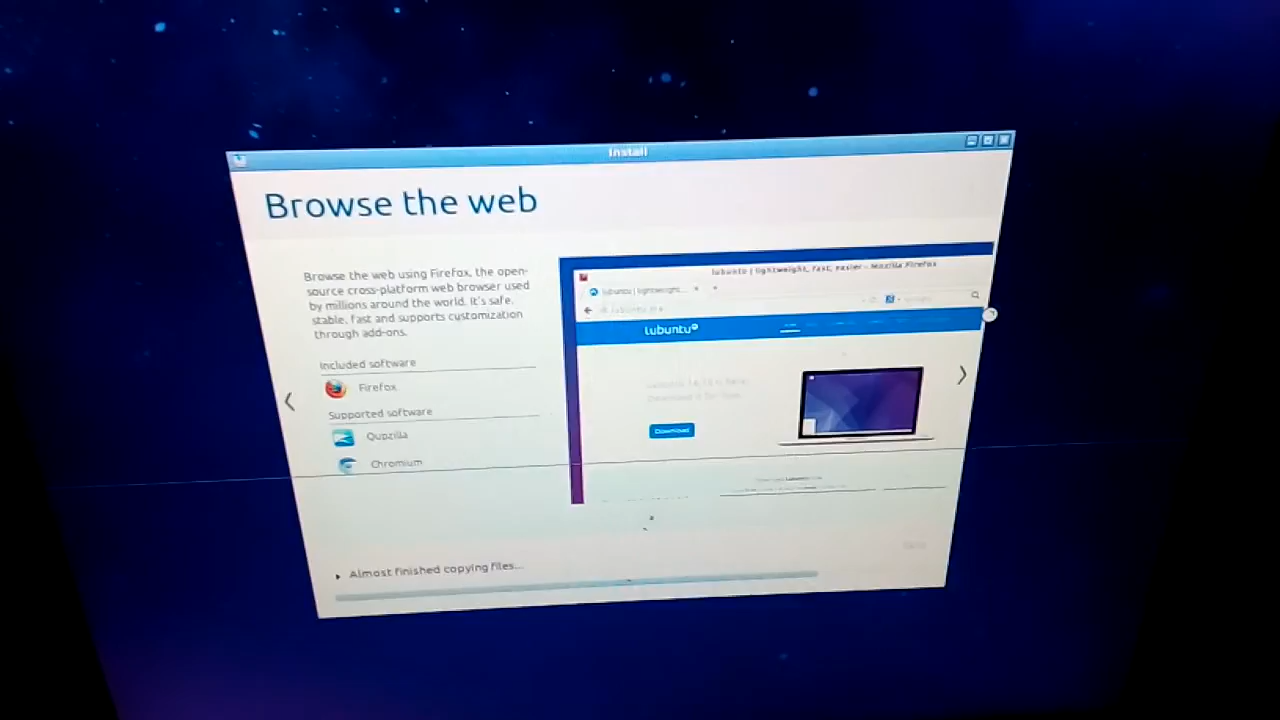 Install
Browse the web
Browse the web using Firefox, the open-
source cross-platform web browser used
by millions around the world. It's safe,
stable, fast and supports customization
through add-ons.
Included software
Firefox
Supported software
Qupzilla
Chromium
lubuntu | lightweight, fast, easier - Mozilla Firefox
lubuntu | lightweight,...
lubuntu
Download
Almost finished copying files...